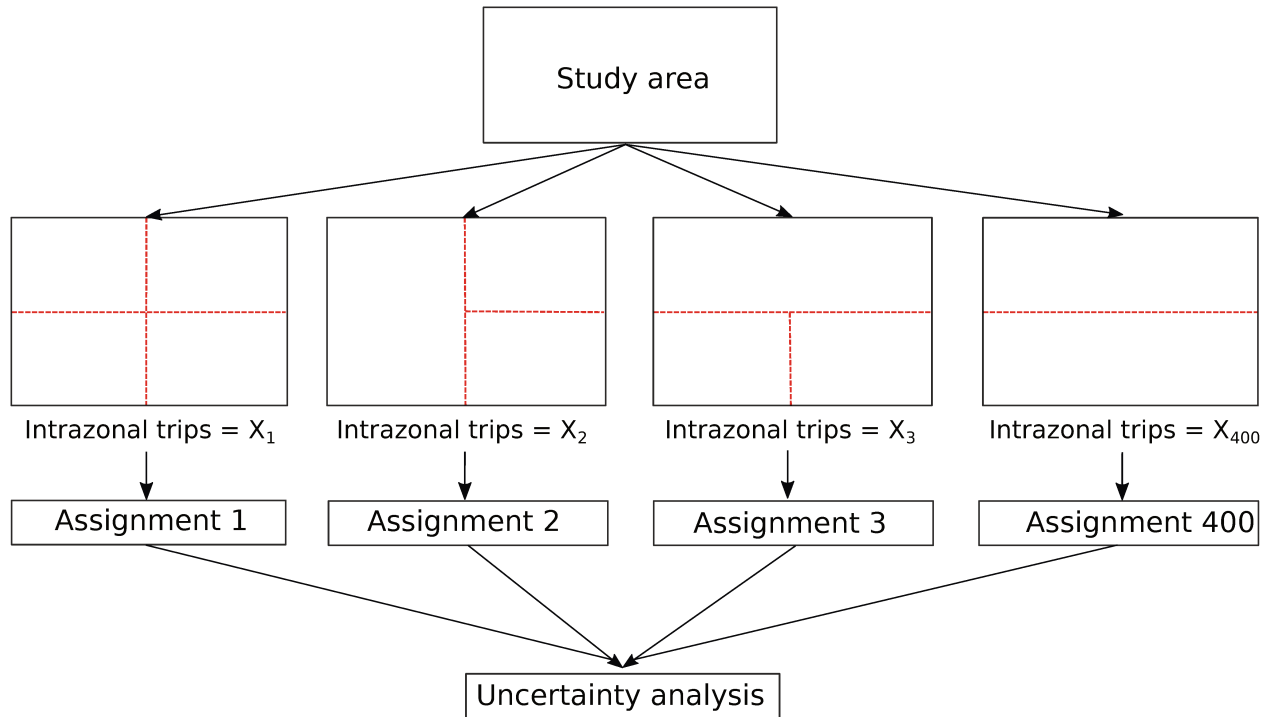 Study area
Intrazonal trips = X₁
Intrazonal trips = X₂
Intrazonal trips = X₃
Intrazonal trips = X₄₀₀
Assignment 1
Assignment 2
Assignment 3
Assignment 400
Uncertainty analysis